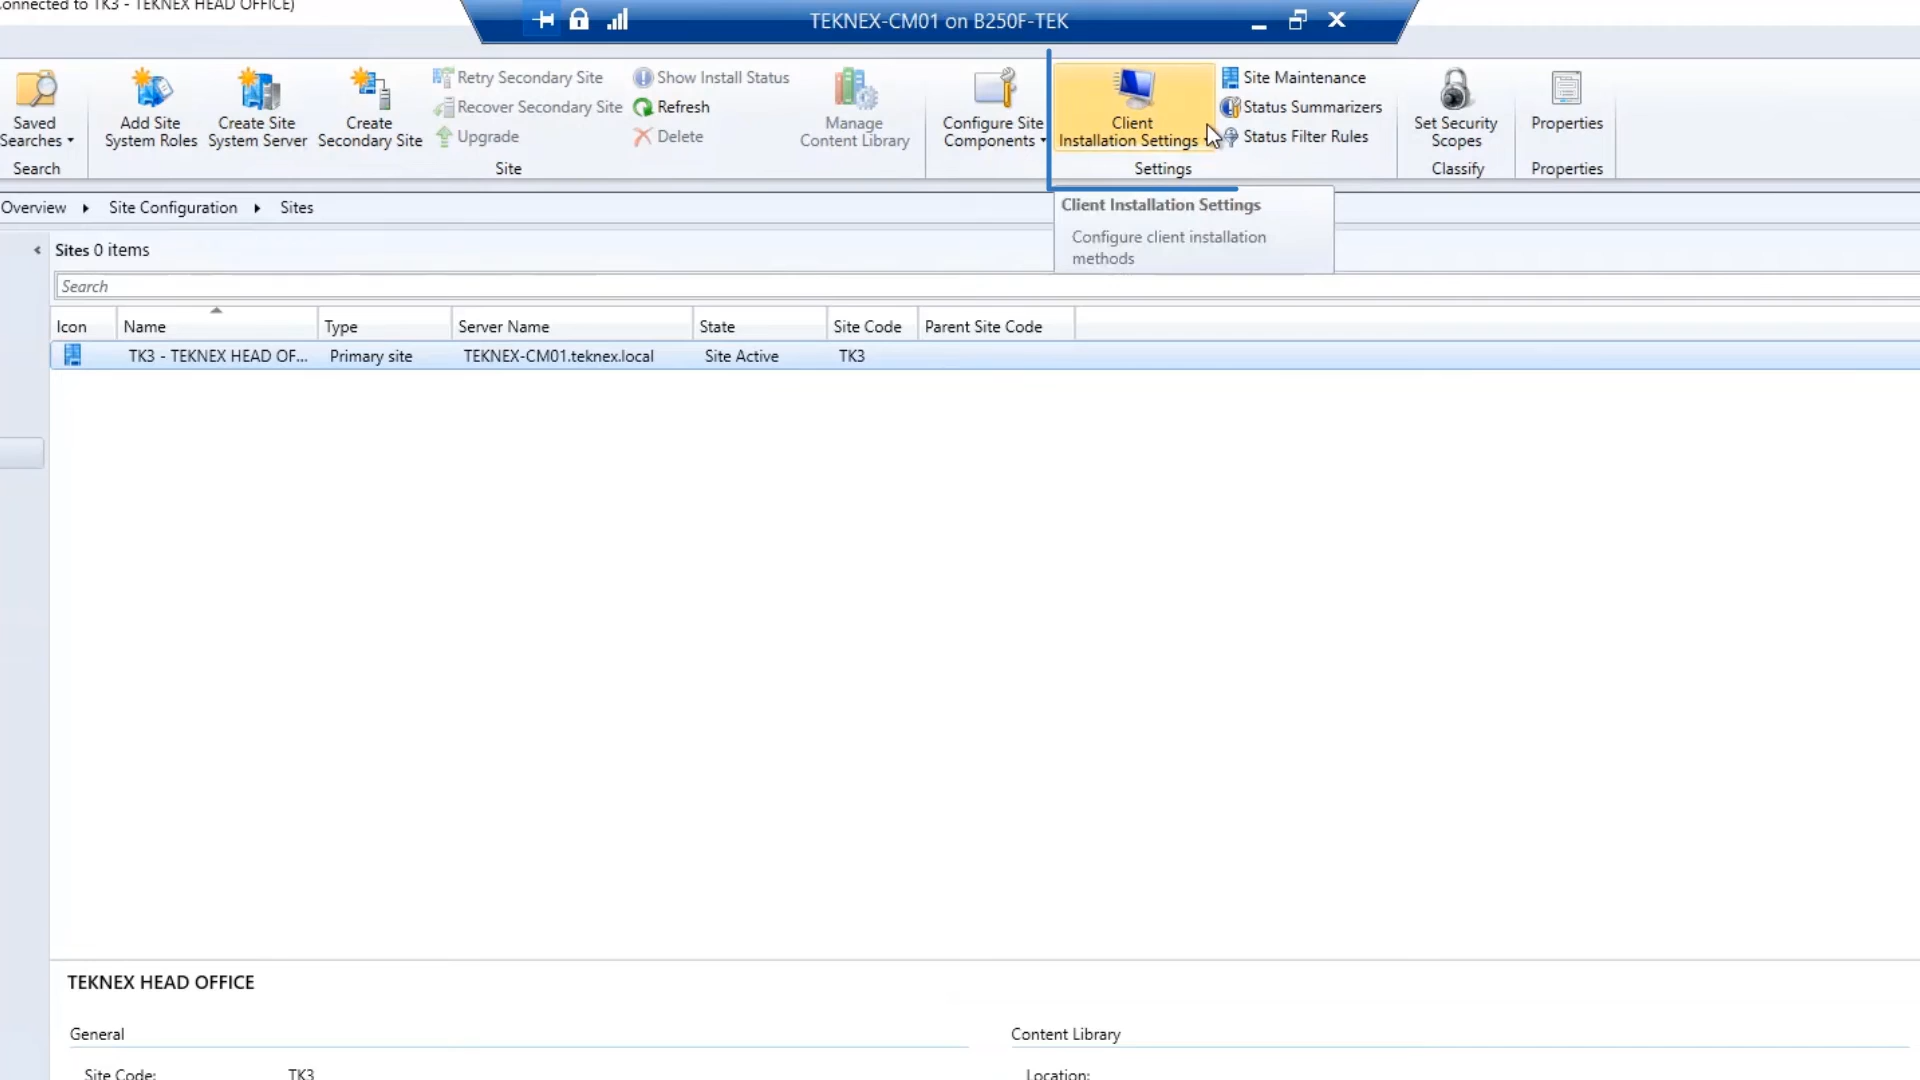 onnected to TK3 - TEKNEX HEAD OFFICE)
TEKNEX-CM01 on B250F-TEK
Saved
Searches
Search
Add Site
System Roles
Create Site
System Server
Create
Secondary Site
Retry Secondary Site
Recover Secondary Site
Upgrade
Show Install Status
Refresh
Delete
Site
Manage
Content Library
Configure Site
Components
Client
Installation Settings
Site Maintenance
Status Summarizers
Status Filter Rules
Settings
Set Security
Scopes
Classify
Properties
Properties
Overview
Site Configuration
Sites
Client Installation Settings
Configure client installation
methods
Sites 0 items
Search
Icon Name Type Server Name State Site Code Parent Site Code
TK3 - TEKNEX HEAD OF... Primary site TEKNEX-CM01.teknex.local Site Active TK3
TEKNEX HEAD OFFICE
General
Content Library
Site Code: TK3
Location: